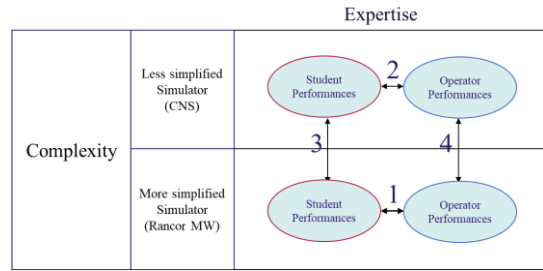 Expertise
Less simplified
Simulator
(CNS)
Student
Performances
2
Operator
Performances
Complexity
3
4
More simplified
Simulator
(Rancor MW)
Student
Performances
1
Operator
Performances